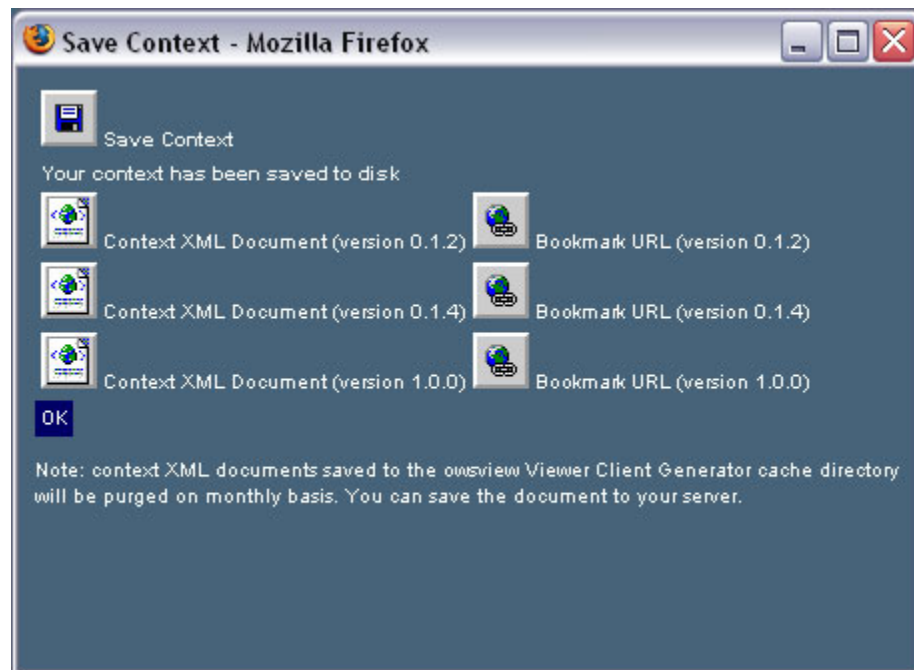 Save Context - Mozilla Firefox
Save Context
Your context has been saved to disk
Context XML Document (version 0.1.2) Bookmark URL (version 0.1.2)
Context XML Document (version 0.1.4) Bookmark URL (version 0.1.4)
Context XML Document (version 1.0.0) Bookmark URL (version 1.0.0)
OK
Note: context XML documents saved to the owsview Viewer Client Generator cache directory
will be purged on monthly basis. You can save the document to your server.